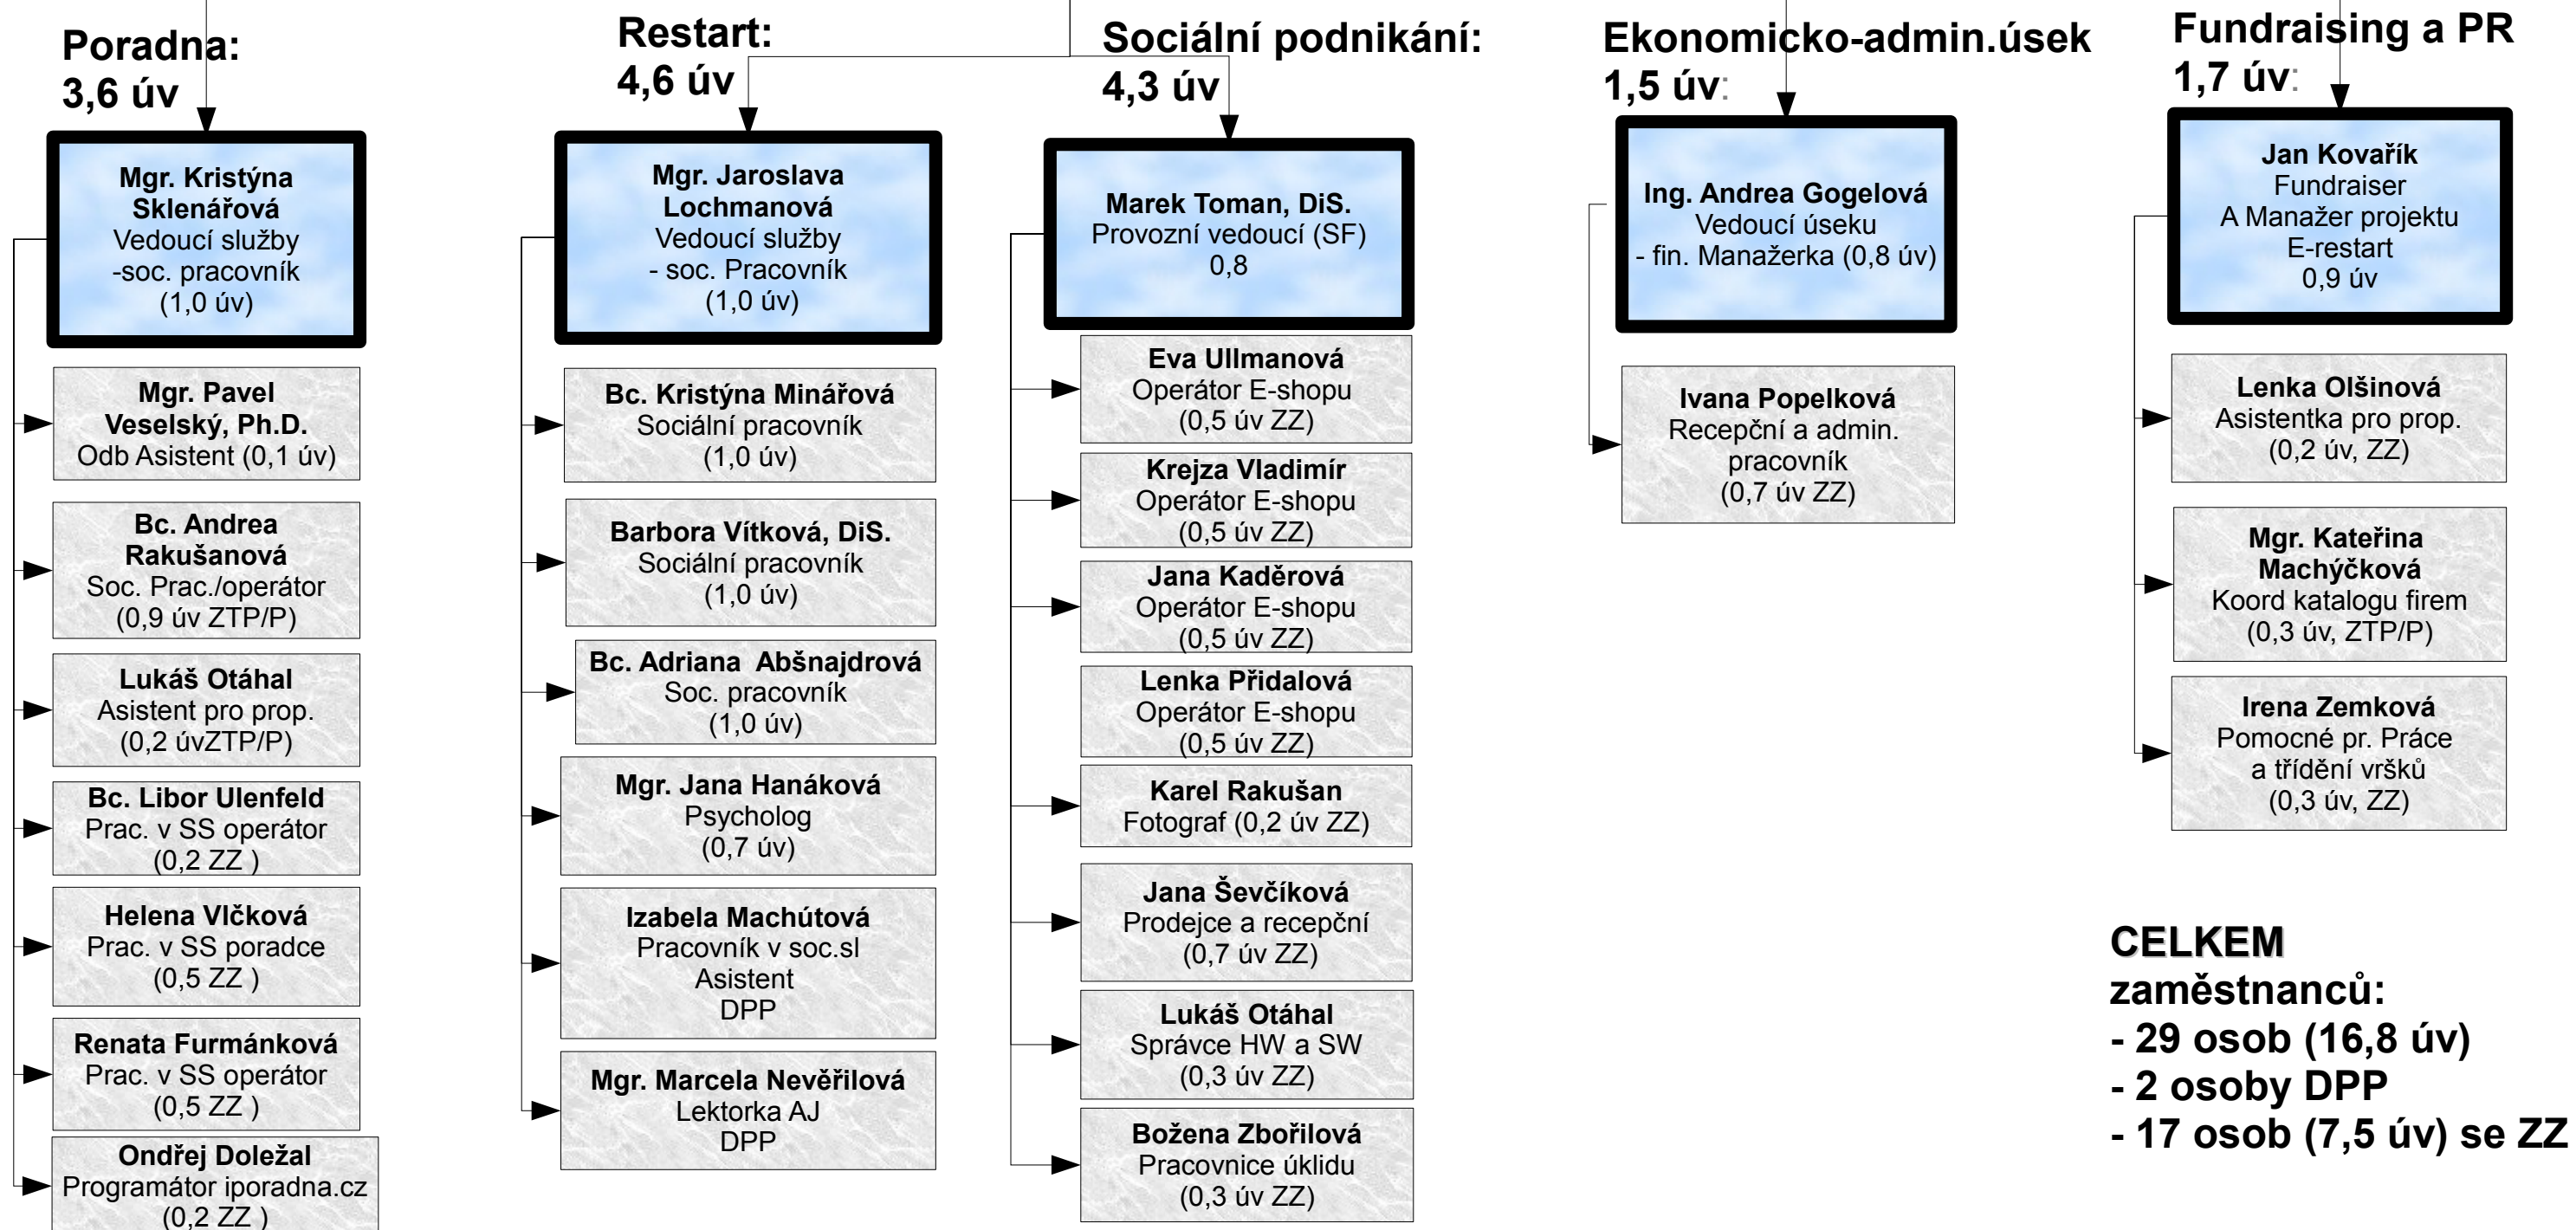 Poradna:
3,6 úv
Mgr. Kristýna
Sklenářová
Vedoucí služby
-soc. pracovník
(1,0 úv)
Mgr. Pavel
Veselský, Ph.D.
Odb Asistent (0,1 úv)
Bc. Andrea
Rakušanová
Soc. Prac./operátor
(0,9 úv ZTP/P)
Lukáš Otáhal
Asistent pro prop.
(0,2 úvZTP/P)
Bc. Libor Ulenfeld
Prac. v SS operátor
(0,2 ZZ )
Helena Vlčková
Prac. v SS poradce
(0,5 ZZ )
Renata Furmánková
Prac. v SS operátor
(0,5 ZZ )
Ondřej Doležal
Programátor iporadna.cz
(0,2 ZZ )
Restart:
4,6 úv
Mgr. Jaroslava
Lochmanová
Vedoucí služby
- soc. Pracovník
(1,0 úv)
Bc. Kristýna Minářová
Sociální pracovník
(1,0 úv)
Barbora Vítková, DiS.
Sociální pracovník
(1,0 úv)
Bc. Adriana  Abšnajdrová
Soc. pracovník
(1,0 úv)
Mgr. Jana Hanáková
Psycholog
(0,7 úv)
Izabela Machútová
Pracovník v soc.sl
Asistent
DPP
Mgr. Marcela Nevěřilová
Lektorka AJ
DPP
Sociální podnikání:
4,3 úv
Marek Toman, DiS.
Provozní vedoucí (SF)
0,8
Eva Ullmanová
Operátor E-shopu
(0,5 úv ZZ)
Krejza Vladimír
Operátor E-shopu
(0,5 úv ZZ)
Jana Kaděrová
Operátor E-shopu
(0,5 úv ZZ)
Lenka Přidalová
Operátor E-shopu
(0,5 úv ZZ)
Karel Rakušan
Fotograf (0,2 úv ZZ)
Jana Ševčíková
Prodejce a recepční
(0,7 úv ZZ)
Lukáš Otáhal
Správce HW a SW
(0,3 úv ZZ)
Božena Zbořilová
Pracovnice úklidu
(0,3 úv ZZ)
Ekonomicko-admin.úsek
1,5 úv:
Ing. Andrea Gogelová
Vedoucí úseku
- fin. Manažerka (0,8 úv)
Ivana Popelková
Recepční a admin.
pracovník
(0,7 úv ZZ)
Fundraising a PR
1,7 úv:
Jan Kovařík
Fundraiser
A Manažer projektu
E-restart
0,9 úv
Lenka Olšinová
Asistentka pro prop.
(0,2 úv, ZZ)
Mgr. Kateřina
Machýčková
Koord katalogu firem
(0,3 úv, ZTP/P)
Irena Zemková
Pomocné pr. Práce
a třídění vršků
(0,3 úv, ZZ)
CELKEM
zaměstnanců:
- 29 osob (16,8 úv)
- 2 osoby DPP
- 17 osob (7,5 úv) se ZZ